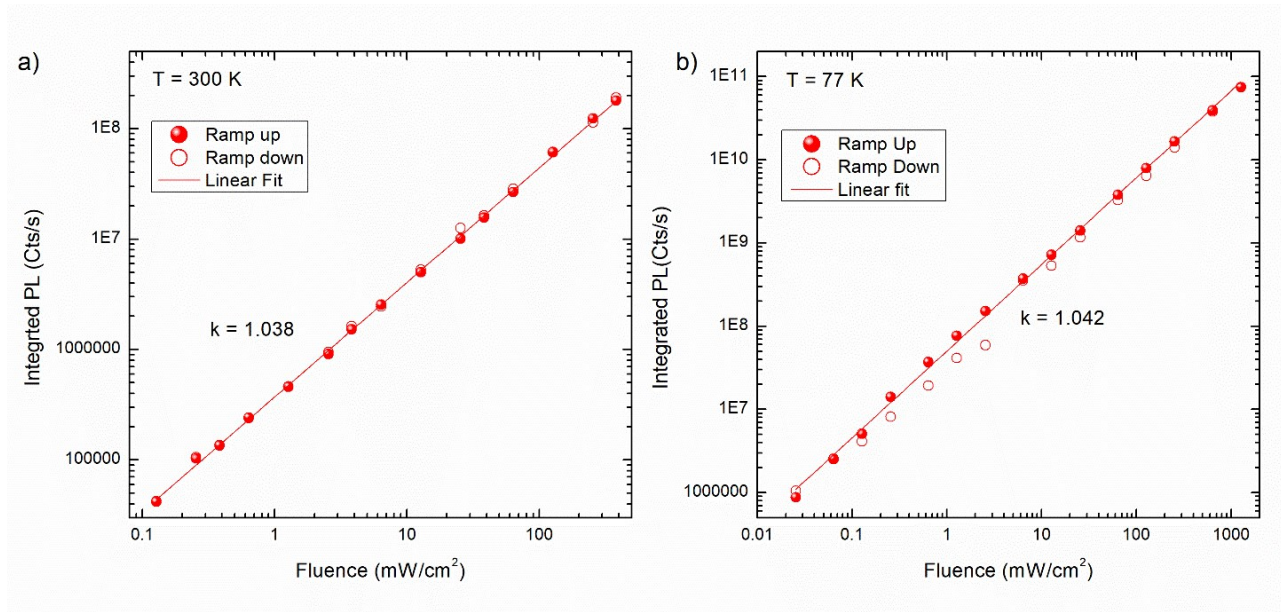 a)
T = 300 K
Ramp up
Ramp down
Linear Fit
k = 1.038
1E8
1E7
1000000
100000
0.1
1
10
100
Integrted PL (Cts/s)
Fluence (mW/cm²)
b)
T = 77 K
Ramp Up
Ramp Down
Linear fit
k = 1.042
1E11
1E10
1E9
1E8
1E7
1000000
0.01
0.1
1
10
100
1000
Integrated PL(Cts/s)
Fluence (mW/cm²)